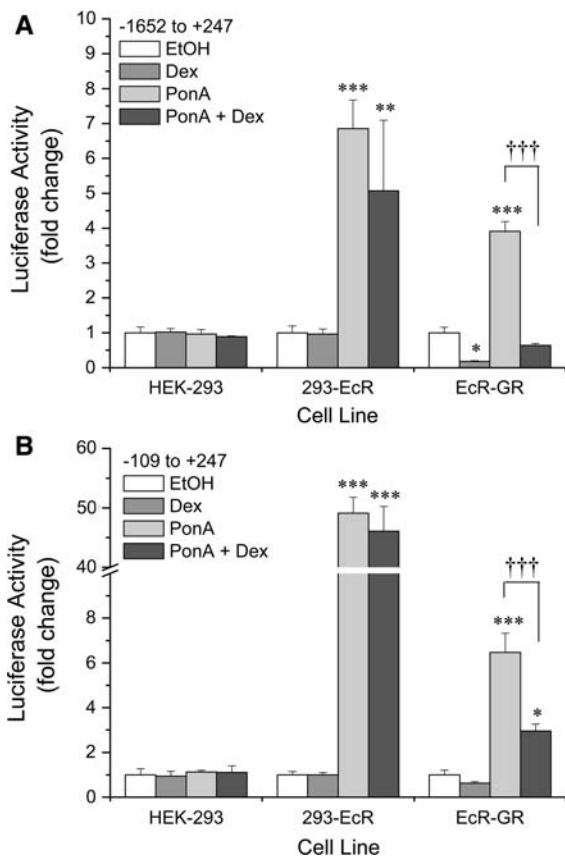 A
-1652 to +247
EtOH
Dex
PonA
PonA + Dex
Luciferase Activity
(fold change)
10
9
8
7
6
5
4
3
2
1
0
***
**
*
***
†††
HEK-293
293-EcR
EcR-GR
Cell Line
B
-109 to +247
EtOH
Dex
PonA
PonA + Dex
Luciferase Activity
(fold change)
60
50
40
8
6
4
2
0
***
***
***
*
†††
HEK-293
293-EcR
EcR-GR
Cell Line